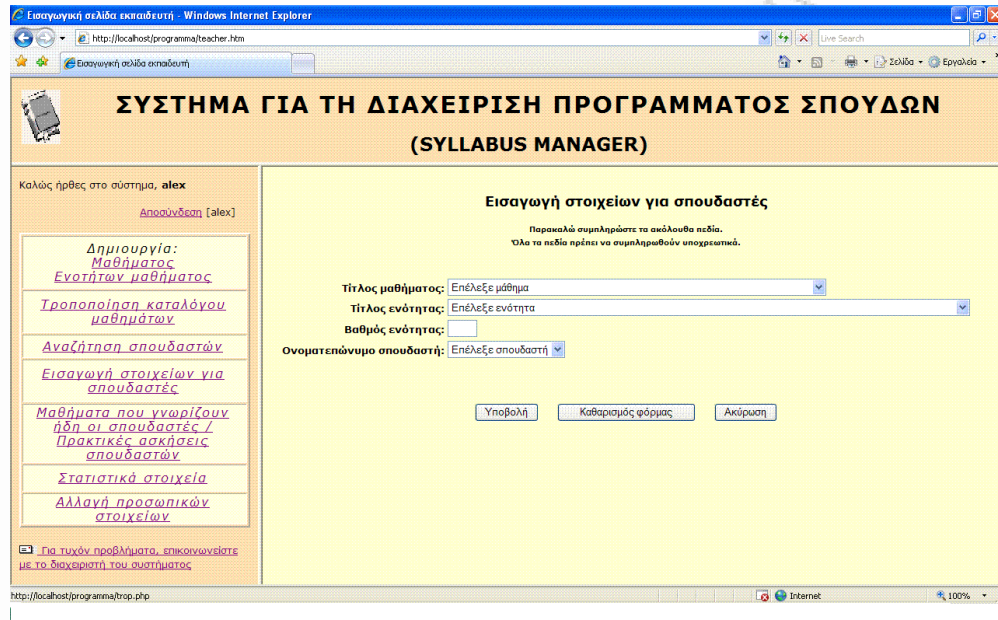 Εισαγωγική σελίδα εκπαιδευτή - Windows Internet Explorer
http://localhost/programma/teacher.htm
Live Search
Εισαγωγική σελίδα εκπαιδευτή
Σελίδα
Εργαλεία
ΣΥΣΤΗΜΑ ΓΙΑ ΤΗ ΔΙΑΧΕΙΡΙΣΗ ΠΡΟΓΡΑΜΜΑΤΟΣ ΣΠΟΥΔΩΝ
(SYLLABUS MANAGER)
Καλώς ήρθες στο σύστημα, alex
Αποσύνδεση [alex]
Δημιουργία:
Μαθήματος
Ενοτήτων μαθήματος
Τροποποίηση καταλόγου
μαθημάτων
Αναζήτηση σπουδαστών
Εισαγωγή στοιχείων για
σπουδαστές
Μαθήματα που γνωρίζουν
ήδη οι σπουδαστές /
Πρακτικές ασκήσεις
σπουδαστών
Στατιστικά στοιχεία
Αλλαγή προσωπικών
στοιχείων
Για τυχόν προβλήματα, επικοινωνείστε
με το διαχειριστή του συστήματος
Εισαγωγή στοιχείων για σπουδαστές
Παρακαλώ συμπληρώστε τα ακόλουθα πεδία.
Όλα τα πεδία πρέπει να συμπληρωθούν υποχρεωτικά.
Τίτλος μαθήματος: Επέλεξε μάθημα
Τίτλος ενότητας: Επέλεξε ενότητα
Βαθμός ενότητας:
Ονοματεπώνυμο σπουδαστή: Επέλεξε σπουδαστή
Υποβολή Καθαρισμός φόρμας Ακύρωση
http://localhost/programma/trop.php
Internet
100%